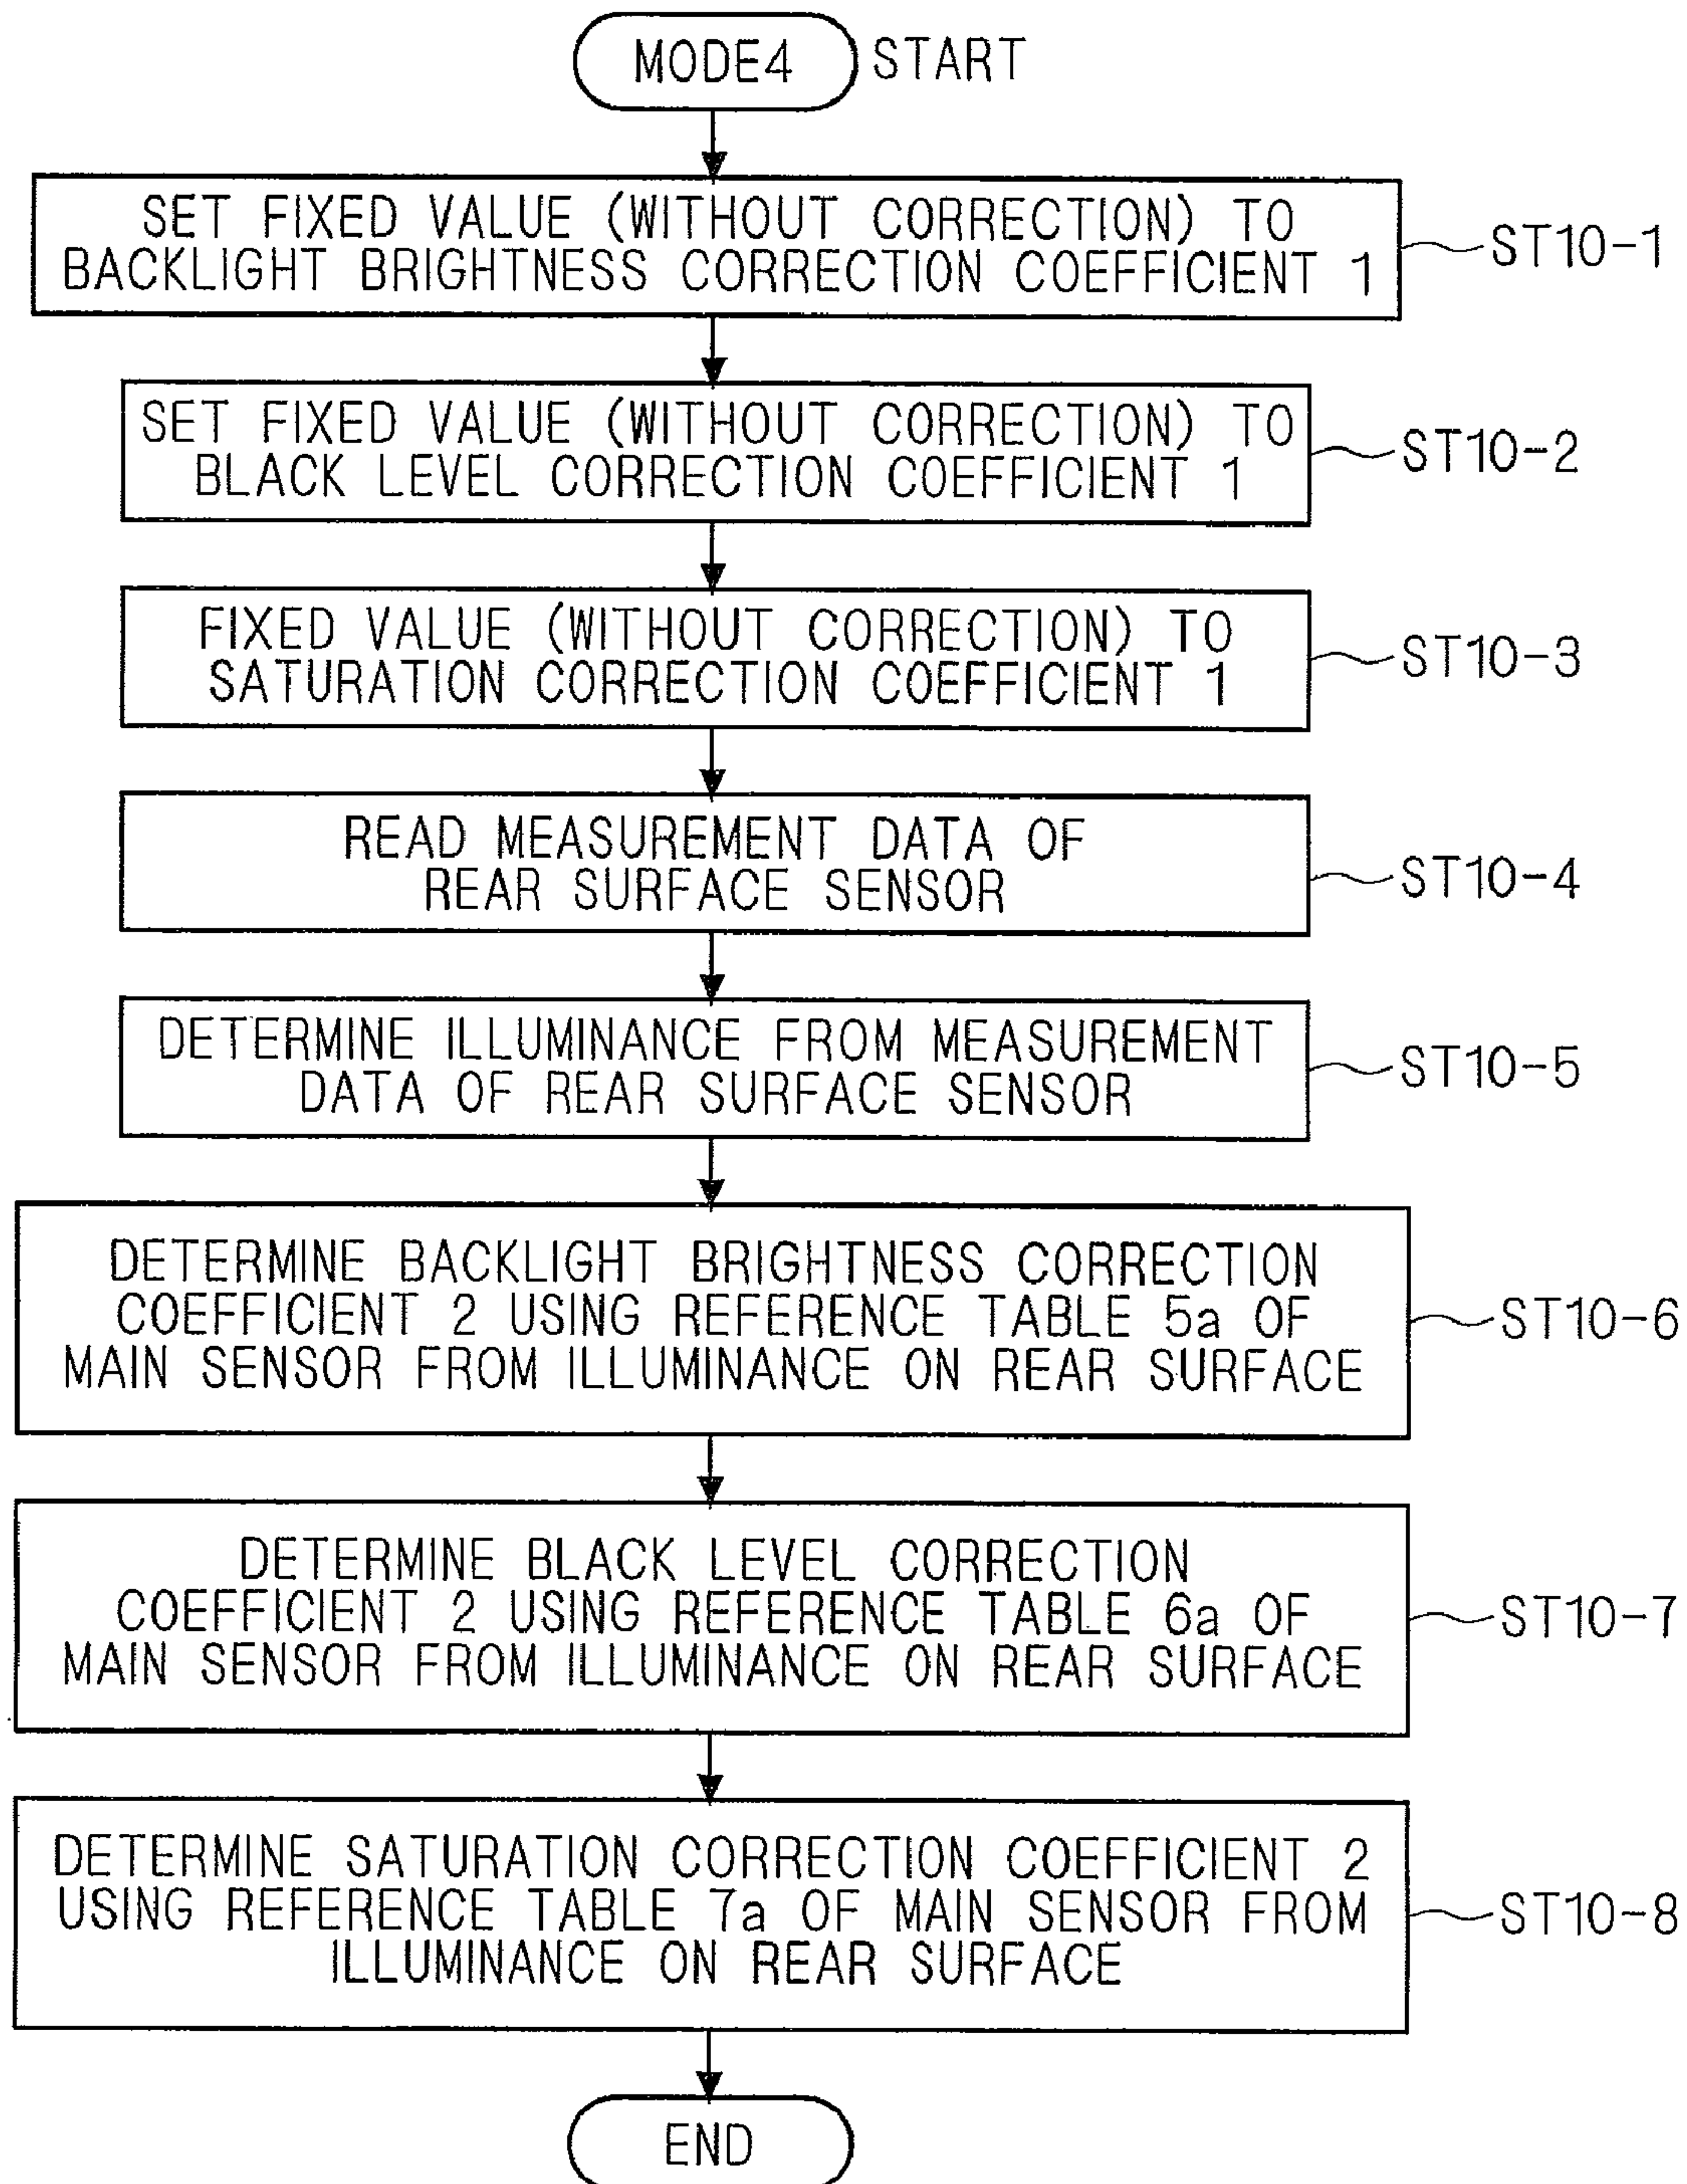 MODE4 START
SET FIXED VALUE (WITHOUT CORRECTION) TO
BACKLIGHT BRIGHTNESS CORRECTION COEFFICIENT 1
ST10-1
SET FIXED VALUE (WITHOUT CORRECTION) TO
BLACK LEVEL CORRECTION COEFFICIENT 1
ST10-2
FIXED VALUE (WITHOUT CORRECTION) TO
SATURATION CORRECTION COEFFICIENT 1
ST10-3
READ MEASUREMENT DATA OF
REAR SURFACE SENSOR
ST10-4
DETERMINE ILLUMINANCE FROM MEASUREMENT
DATA OF REAR SURFACE SENSOR
ST10-5
DETERMINE BACKLIGHT BRIGHTNESS CORRECTION
COEFFICIENT 2 USING REFERENCE TABLE 5a OF
MAIN SENSOR FROM ILLUMINANCE ON REAR SURFACE
ST10-6
DETERMINE BLACK LEVEL CORRECTION
COEFFICIENT 2 USING REFERENCE TABLE 6a OF
MAIN SENSOR FROM ILLUMINANCE ON REAR SURFACE
ST10-7
DETERMINE SATURATION CORRECTION COEFFICIENT 2
USING REFERENCE TABLE 7a OF MAIN SENSOR FROM
ILLUMINANCE ON REAR SURFACE
ST10-8
END